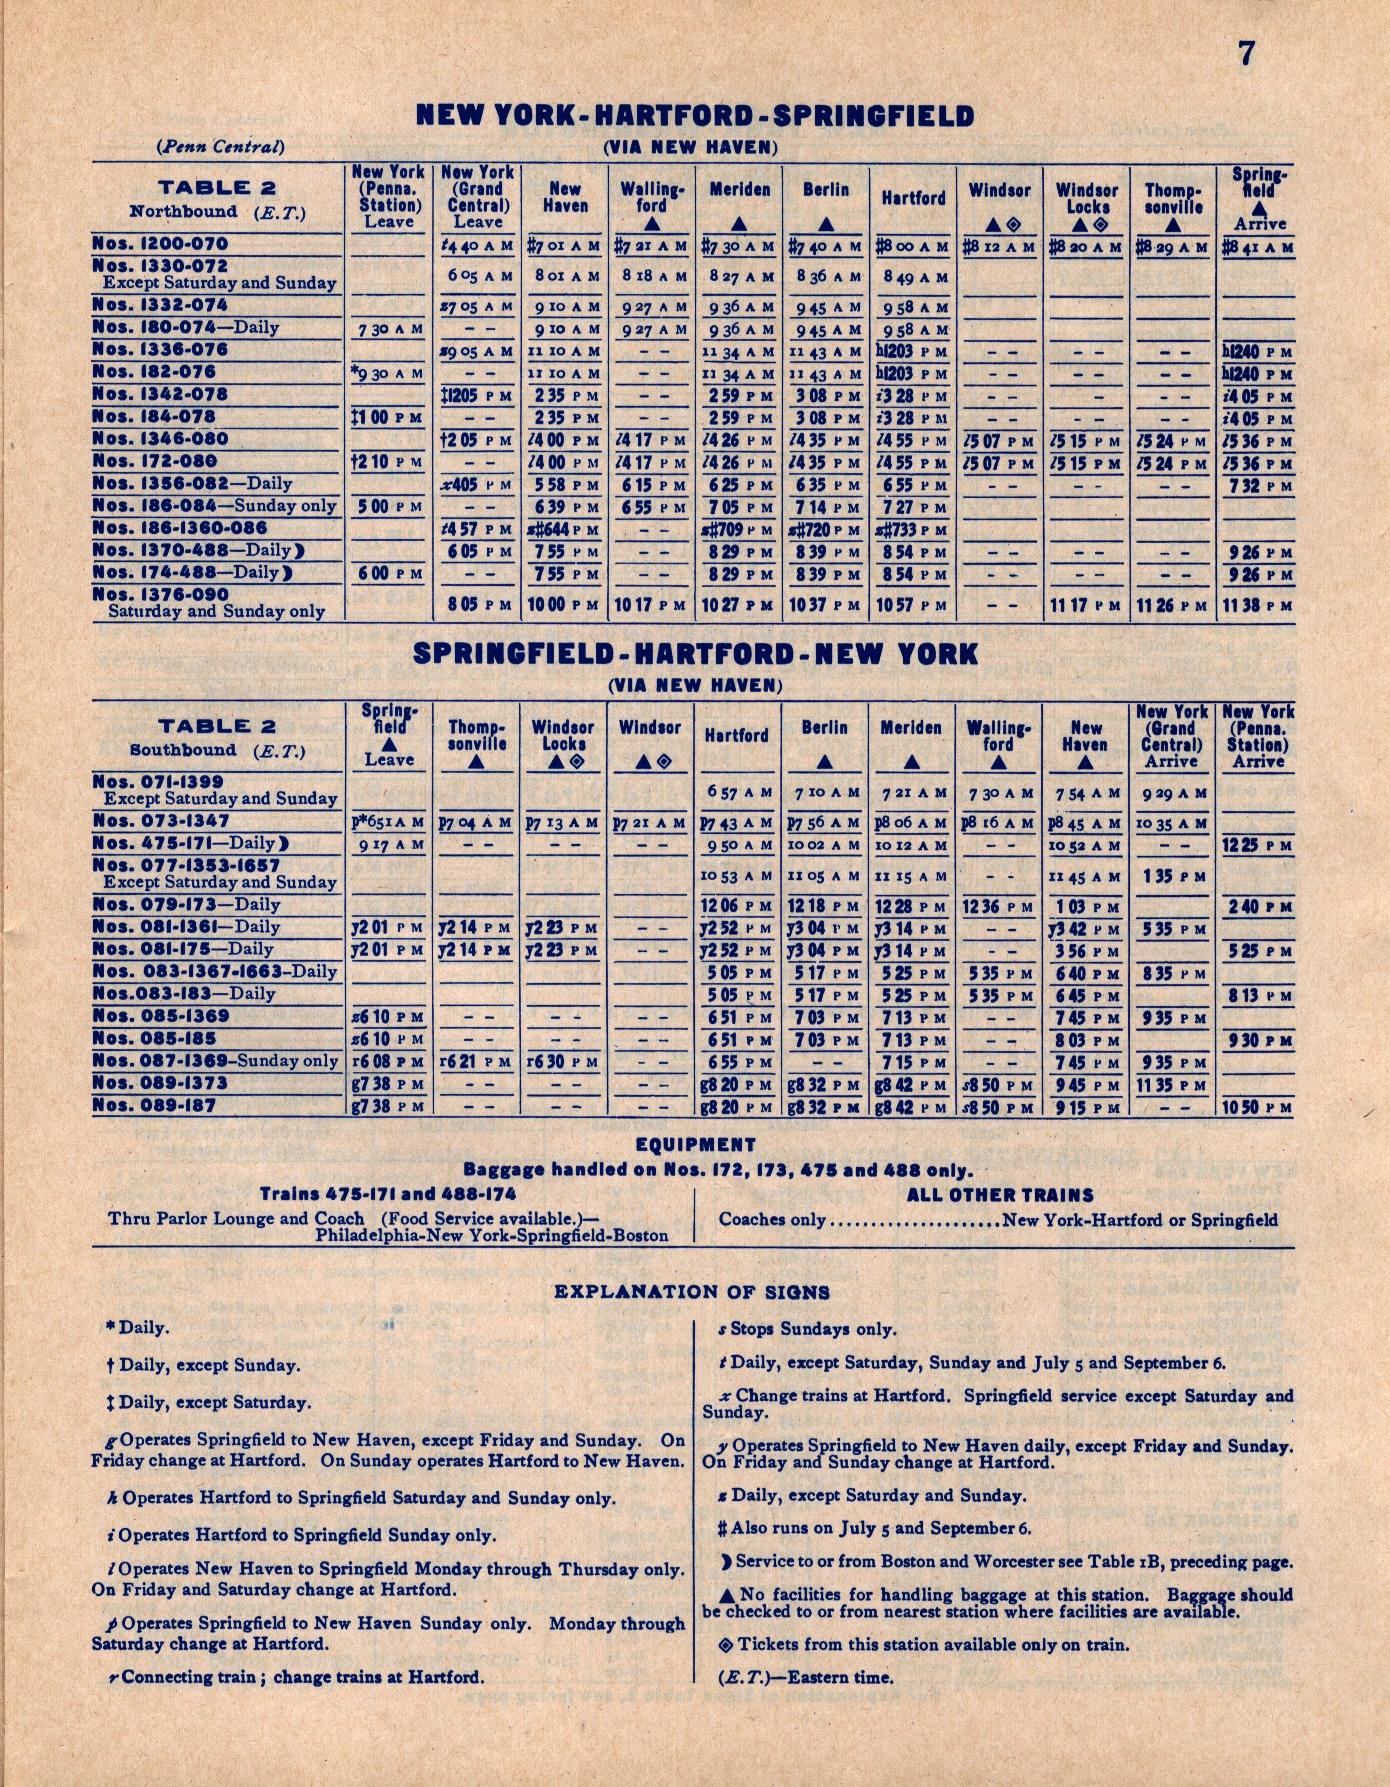 7
NEW YORK-HARTFORD-SPRINGFIELD
(Penn Central) (VIA NEW HAVEN)
TABLE 2 Northbound (E.T.) | New York (Penna. Station) Leave | New York (Grand Central) Leave | New Haven | Walling-ford ▲ | Meriden ▲ | Berlin ▲ | Hartford | Windsor ▲ ◈ | Windsor Locks ▲ ◈ | Thomp-sonville ▲ | Spring-field ▲ Arrive
Nos. 1200-070 | | t4 40 A M | #7 01 A M | #7 21 A M | #7 30 A M | #7 40 A M | #8 00 A M | #8 12 A M | #8 20 A M | #8 29 A M | #8 41 A M
Nos. 1330-072 Except Saturday and Sunday | | 6 05 A M | 8 01 A M | 8 18 A M | 8 27 A M | 8 36 A M | 8 49 A M
Nos. 1332-074 | | z7 05 A M | 9 10 A M | 9 27 A M | 9 36 A M | 9 45 A M | 9 58 A M
Nos. 180-074—Daily | 7 30 A M | – – | 9 10 A M | 9 27 A M | 9 36 A M | 9 45 A M | 9 58 A M
Nos. 1336-076 | | z9 05 A M | 11 10 A M | – – | 11 34 A M | 11 43 A M | h1203 P M | – – | – – | – – | h1240 P M
Nos. 182-076 | *9 30 A M | – – | 11 10 A M | – – | 11 34 A M | 11 43 A M | h1203 P M | – – | – – | – – | h1240 P M
Nos. 1342-078 | | ‡1205 P M | 2 35 P M | – – | 2 59 P M | 3 08 P M | i3 28 P M | – – | – – | – – | i4 05 P M
Nos. 184-078 | ‡1 00 P M | – – | 2 35 P M | – – | 2 59 P M | 3 08 P M | i3 28 P M | – – | – – | – – | i4 05 P M
Nos. 1346-080 | | †2 05 P M | l4 00 P M | l4 17 P M | l4 26 P M | l4 35 P M | l4 55 P M | l5 07 P M | l5 15 P M | l5 24 P M | l5 36 P M
Nos. 172-080 | †2 10 P M | – – | l4 00 P M | l4 17 P M | l4 26 P M | l4 35 P M | l4 55 P M | l5 07 P M | l5 15 P M | l5 24 P M | l5 36 P M
Nos. 1356-082—Daily | | x405 P M | 5 58 P M | 6 15 P M | 6 25 P M | 6 35 P M | 6 55 P M | – – | – – | – – | 7 32 P M
Nos. 186-084—Sunday only | 5 00 P M | – – | 6 39 P M | 6 55 P M | 7 05 P M | 7 14 P M | 7 27 P M
Nos. 186-1360-086 | | t4 57 P M | s#644 P M | – – | s#709 P M | s#720 P M | s#733 P M
Nos. 1370-488—Daily❩ | | 6 05 P M | 7 55 P M | – – | 8 29 P M | 8 39 P M | 8 54 P M | – – | – – | – – | 9 26 P M
Nos. 174-488—Daily❩ | 6 00 P M | – – | 7 55 P M | – – | 8 29 P M | 8 39 P M | 8 54 P M | – – | – – | – – | 9 26 P M
Nos. 1376-090 Saturday and Sunday only | | 8 05 P M | 10 00 P M | 10 17 P M | 10 27 P M | 10 37 P M | 10 57 P M | – – | 11 17 P M | 11 26 P M | 11 38 P M
SPRINGFIELD-HARTFORD-NEW YORK
(VIA NEW HAVEN)
TABLE 2 Southbound (E.T.) | Spring-field ▲ Leave | Thomp-sonville ▲ | Windsor Locks ▲ ◈ | Windsor ▲ ◈ | Hartford | Berlin ▲ | Meriden ▲ | Walling-ford ▲ | New Haven ▲ | New York (Grand Central) Arrive | New York (Penna. Station) Arrive
Nos. 071-1399 Except Saturday and Sunday | | | | | 6 57 A M | 7 10 A M | 7 21 A M | 7 30 A M | 7 54 A M | 9 29 A M
Nos. 073-1347 | p*651 A M | p7 04 A M | p7 13 A M | p7 21 A M | p7 43 A M | p7 56 A M | p8 06 A M | p8 16 A M | p8 45 A M | 10 35 A M
Nos. 475-171—Daily❩ | 9 17 A M | – – | – – | – – | 9 50 A M | 10 02 A M | 10 12 A M | – – | 10 52 A M | – – | 12 25 P M
Nos. 077-1353-1657 Except Saturday and Sunday | | | | | 10 53 A M | 11 05 A M | 11 15 A M | – – | 11 45 A M | 1 35 P M
Nos. 079-173—Daily | | | | | 12 06 P M | 12 18 P M | 12 28 P M | 12 36 P M | 1 03 P M | | 2 40 P M
Nos. 081-1361—Daily | y2 01 P M | y2 14 P M | y2 23 P M | – – | y2 52 P M | y3 04 P M | y3 14 P M | – – | y3 42 P M | 5 35 P M
Nos. 081-175—Daily | y2 01 P M | y2 14 P M | y2 23 P M | – – | y2 52 P M | y3 04 P M | y3 14 P M | – – | 3 56 P M | | 5 25 P M
Nos. 083-1367-1663-Daily | | | | | 5 05 P M | 5 17 P M | 5 25 P M | 5 35 P M | 6 40 P M | 8 35 P M
Nos.083-183—Daily | | | | | 5 05 P M | 5 17 P M | 5 25 P M | 5 35 P M | 6 45 P M | | 8 13 P M
Nos. 085-1369 | z6 10 P M | – – | – – | – – | 6 51 P M | 7 03 P M | 7 13 P M | – – | 7 45 P M | 9 35 P M
Nos. 085-185 | z6 10 P M | – – | – – | – – | 6 51 P M | 7 03 P M | 7 13 P M | – – | 8 03 P M | | 9 30 P M
Nos. 087-1369-Sunday only | r6 08 P M | r6 21 P M | r6 30 P M | – – | 6 55 P M | – – | 7 15 P M | – – | 7 45 P M | 9 35 P M
Nos. 089-1373 | g7 38 P M | – – | – – | – – | g8 20 P M | g8 32 P M | g8 42 P M | s8 50 P M | 9 45 P M | 11 35 P M
Nos. 089-187 | g7 38 P M | – – | – – | – – | g8 20 P M | g8 32 P M | g8 42 P M | s8 50 P M | 9 15 P M | – – | 10 50 P M
EQUIPMENT
Baggage handled on Nos. 172, 173, 475 and 488 only.
Trains 475-171 and 488-174
Thru Parlor Lounge and Coach (Food Service available.)—
Philadelphia-New York-Springfield-Boston
ALL OTHER TRAINS
Coaches only.....................New York-Hartford or Springfield
EXPLANATION OF SIGNS
* Daily.
† Daily, except Sunday.
‡ Daily, except Saturday.
g Operates Springfield to New Haven, except Friday and Sunday. On
Friday change at Hartford. On Sunday operates Hartford to New Haven.
h Operates Hartford to Springfield Saturday and Sunday only.
i Operates Hartford to Springfield Sunday only.
l Operates New Haven to Springfield Monday through Thursday only.
On Friday and Saturday change at Hartford.
p Operates Springfield to New Haven Sunday only. Monday through
Saturday change at Hartford.
r Connecting train ; change trains at Hartford.
s Stops Sundays only.
t Daily, except Saturday, Sunday and July 5 and September 6.
x Change trains at Hartford. Springfield service except Saturday and
Sunday.
y Operates Springfield to New Haven daily, except Friday and Sunday.
On Friday and Sunday change at Hartford.
z Daily, except Saturday and Sunday.
# Also runs on July 5 and September 6.
❩ Service to or from Boston and Worcester see Table 1B, preceding page.
▲ No facilities for handling baggage at this station. Baggage should
be checked to or from nearest station where facilities are available.
◈ Tickets from this station available only on train.
(E.T.)—Eastern time.